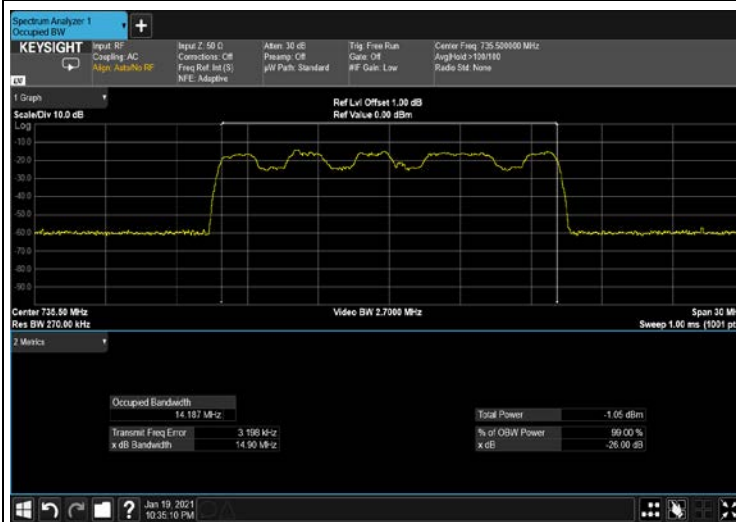 Spectrum Analyzer 1
Occupied BW
KEYSIGHT
Input: RF
Coupling: AC
Align: Auto/No RF
Input Z: 50 Ω
Corrections: Off
Freq Ref: Int (S)
NFE: Adaptive
Atten: 30 dB
Preamp: Off
µW Path: Standard
Trig: Free Run
Gate: Off
#IF Gain: Low
Center Freq: 735.500000 MHz
Avg|Hold:>100/100
Radio Std: None
1 Graph
Scale/Div 10.0 dB
Ref Lvl Offset 1.00 dB
Ref Value 0.00 dBm
Log
-10.0
-20.0
-30.0
-40.0
-50.0
-60.0
-70.0
-80.0
-90.0
Center 735.50 MHz
Res BW 270.00 kHz
Video BW 2.7000 MHz
Span 30 MH
Sweep 1.00 ms (1001 pt
2 Metrics
Occupied Bandwidth
14.187 MHz
Transmit Freq Error 3.198 kHz
x dB Bandwidth 14.90 MHz
Total Power -1.05 dBm
% of OBW Power 99.00 %
x dB -26.00 dB
Jan 19, 2021
10:35:10 PM